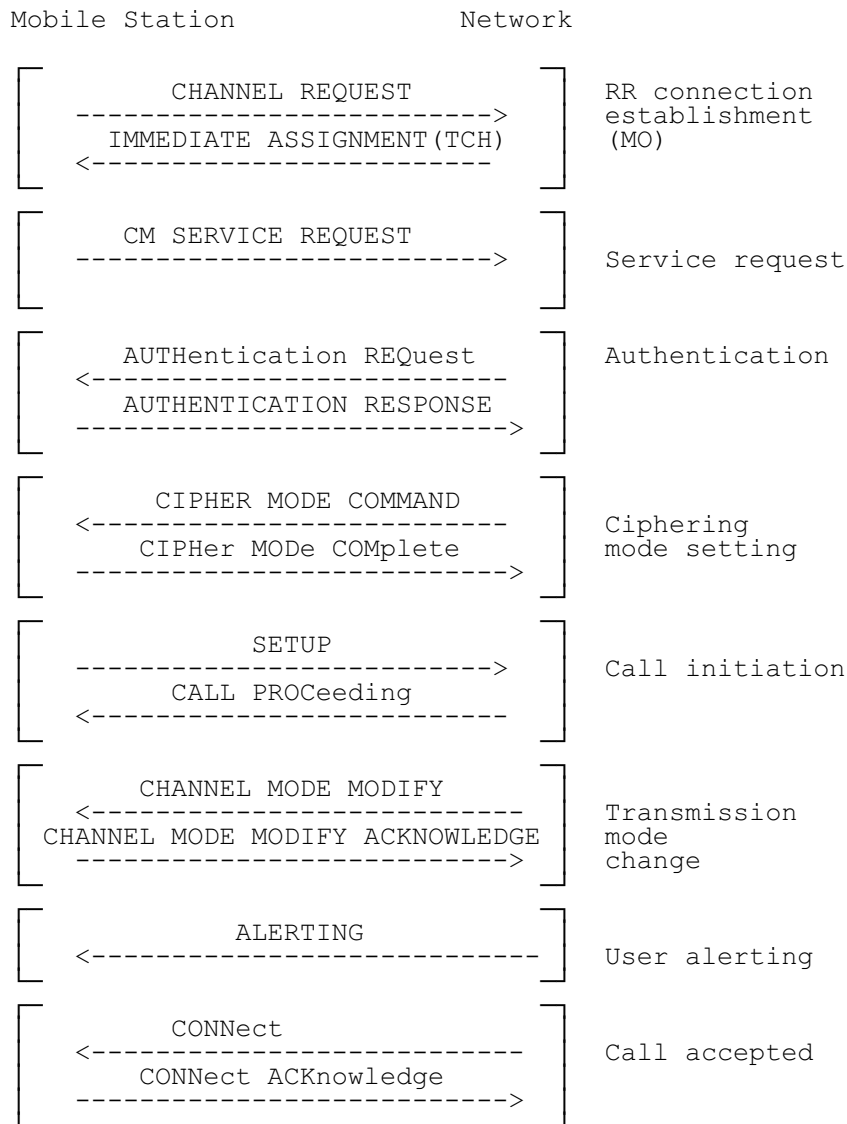 Mobile Station Network
CHANNEL REQUEST RR connection
--------------------------> establishment
IMMEDIATE ASSIGNMENT(TCH) (MO)
<-------------------------
CM SERVICE REQUEST
--------------------------> Service request
AUTHentication REQuest Authentication
<--------------------------
AUTHENTICATION RESPONSE
--------------------------->
CIPHER MODE COMMAND
<-------------------------- Ciphering
CIPHer MODe COMplete mode setting
--------------------------->
SETUP
--------------------------> Call initiation
CALL PROCeeding
<--------------------------
CHANNEL MODE MODIFY
<--------------------------- Transmission
CHANNEL MODE MODIFY ACKNOWLEDGE mode
---------------------------> change
ALERTING
<---------------------------- User alerting
CONNect
<--------------------------- Call accepted
CONNect ACKnowledge
--------------------------->